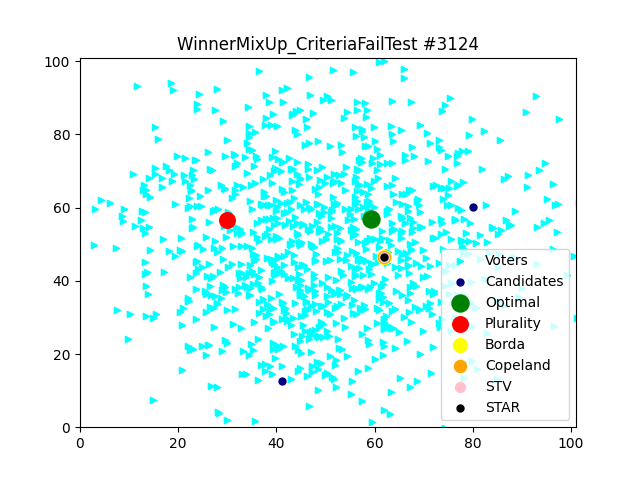 WinnerMixUp_CriteriaFailTest #3124
100
80
60
40
20
0
0
20
40
60
80
100
Voters
Candidates
Optimal
Plurality
Borda
Copeland
STV
STAR